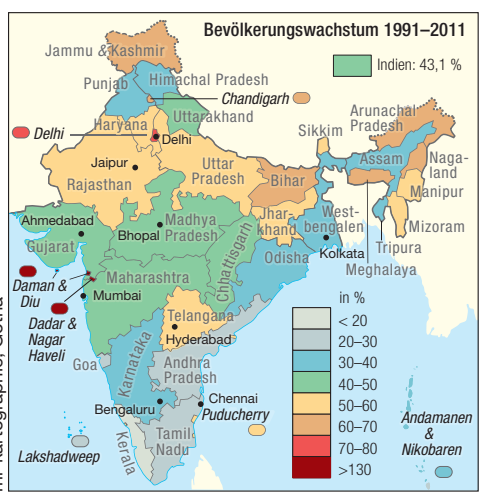 Bevölkerungswachstum 1991–2011
Indien: 43,1 %
Jammu & Kashmir
Himachal Pradesh
Punjab
Chandigarh
Haryana
Uttarakhand
Delhi
Delhi
Arunachal
Pradesh
Sikkim
Assam
Naga-
land
Manipur
Mizoram
Tripura
Meghalaya
Jaipur
Rajasthan
Uttar
Pradesh
Bihar
Jhar-
khand
West-
bengalen
Kolkata
Odisha
Ahmedabad
Gujarat
Bhopal
Madhya
Pradesh
Chhattisgarh
Daman &
Diu
Maharashtra
Mumbai
Dadar &
Nagar
Haveli
Telangana
Hyderabad
Goa
Karnataka
Andhra
Pradesh
Bengaluru
Chennai
Puducherry
Tamil
Nadu
Kerala
Lakshadweep
Andamanen
&
Nikobaren
in %
< 20
20–30
30–40
40–50
50–60
60–70
70–80
>130